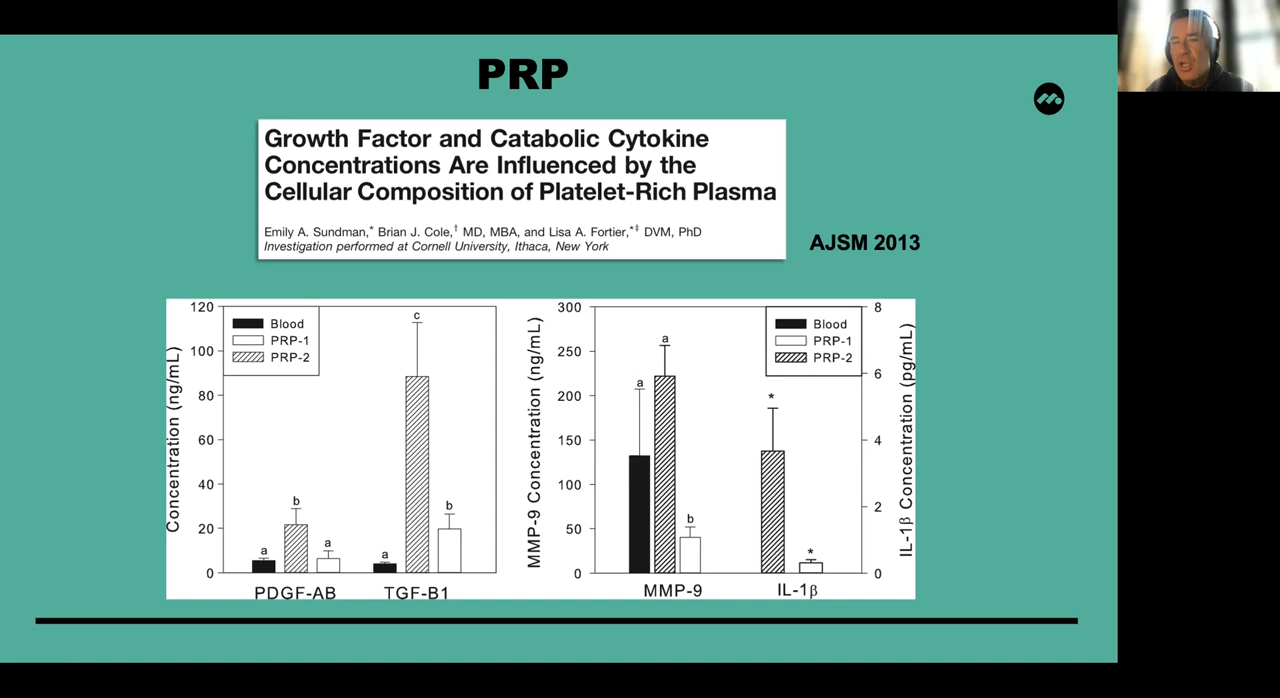 PRP
Growth Factor and Catabolic Cytokine
Concentrations Are Influenced by the
Cellular Composition of Platelet-Rich Plasma
Emily A. Sundman,* Brian J. Cole,† MD, MBA, and Lisa A. Fortier,*‡ DVM, PhD
Investigation performed at Cornell University, Ithaca, New York
AJSM 2013
Concentration (ng/mL)
120
100
80
60
40
20
0
Blood
PRP-1
PRP-2
a
b
a
a
c
b
PDGF-AB
TGF-B1
MMP-9 Concentration (ng/mL)
300
250
200
150
100
50
0
Blood
PRP-1
PRP-2
a
a
b
*
*
MMP-9
IL-1β
8
6
4
2
0
IL-1β Concentration (pg/mL)